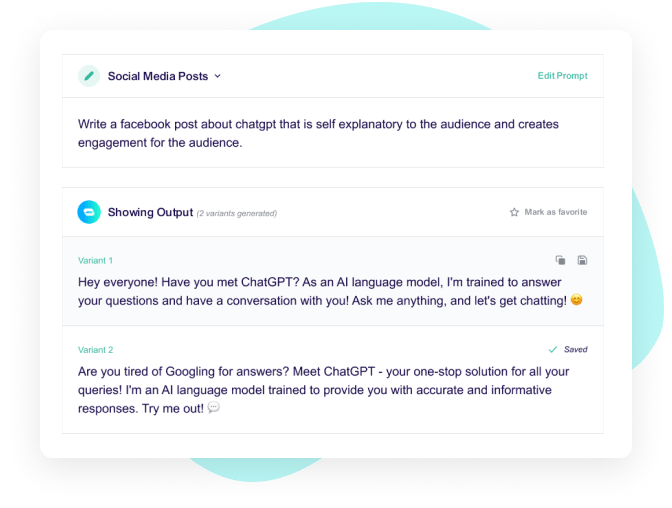 Social Media Posts
Edit Prompt
Write a facebook post about chatgpt that is self explanatory to the audience and creates
engagement for the audience.
Showing Output (2 variants generated)
Mark as favorite
Variant 1
Hey everyone! Have you met ChatGPT? As an AI language model, I'm trained to answer
your questions and have a conversation with you! Ask me anything, and let's get chatting! 😊
Variant 2
Saved
Are you tired of Googling for answers? Meet ChatGPT - your one-stop solution for all your
queries! I'm an AI language model trained to provide you with accurate and informative
responses. Try me out! 💬